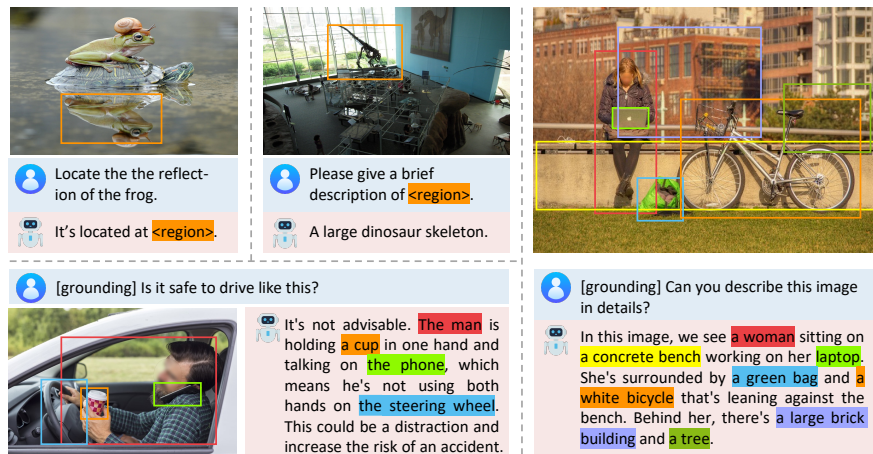 Locate the the reflect-
ion of the frog.
It's located at <region>.
Please give a brief
description of <region>.
A large dinosaur skeleton.
[grounding] Is it safe to drive like this?
It's not advisable. The man is
holding a cup in one hand and
talking on the phone, which
means he's not using both
hands on the steering wheel.
This could be a distraction and
increase the risk of an accident.
[grounding] Can you describe this image
in details?
In this image, we see a woman sitting on
a concrete bench working on her laptop.
She's surrounded by a green bag and a
white bicycle that's leaning against the
bench. Behind her, there's a large brick
building and a tree.